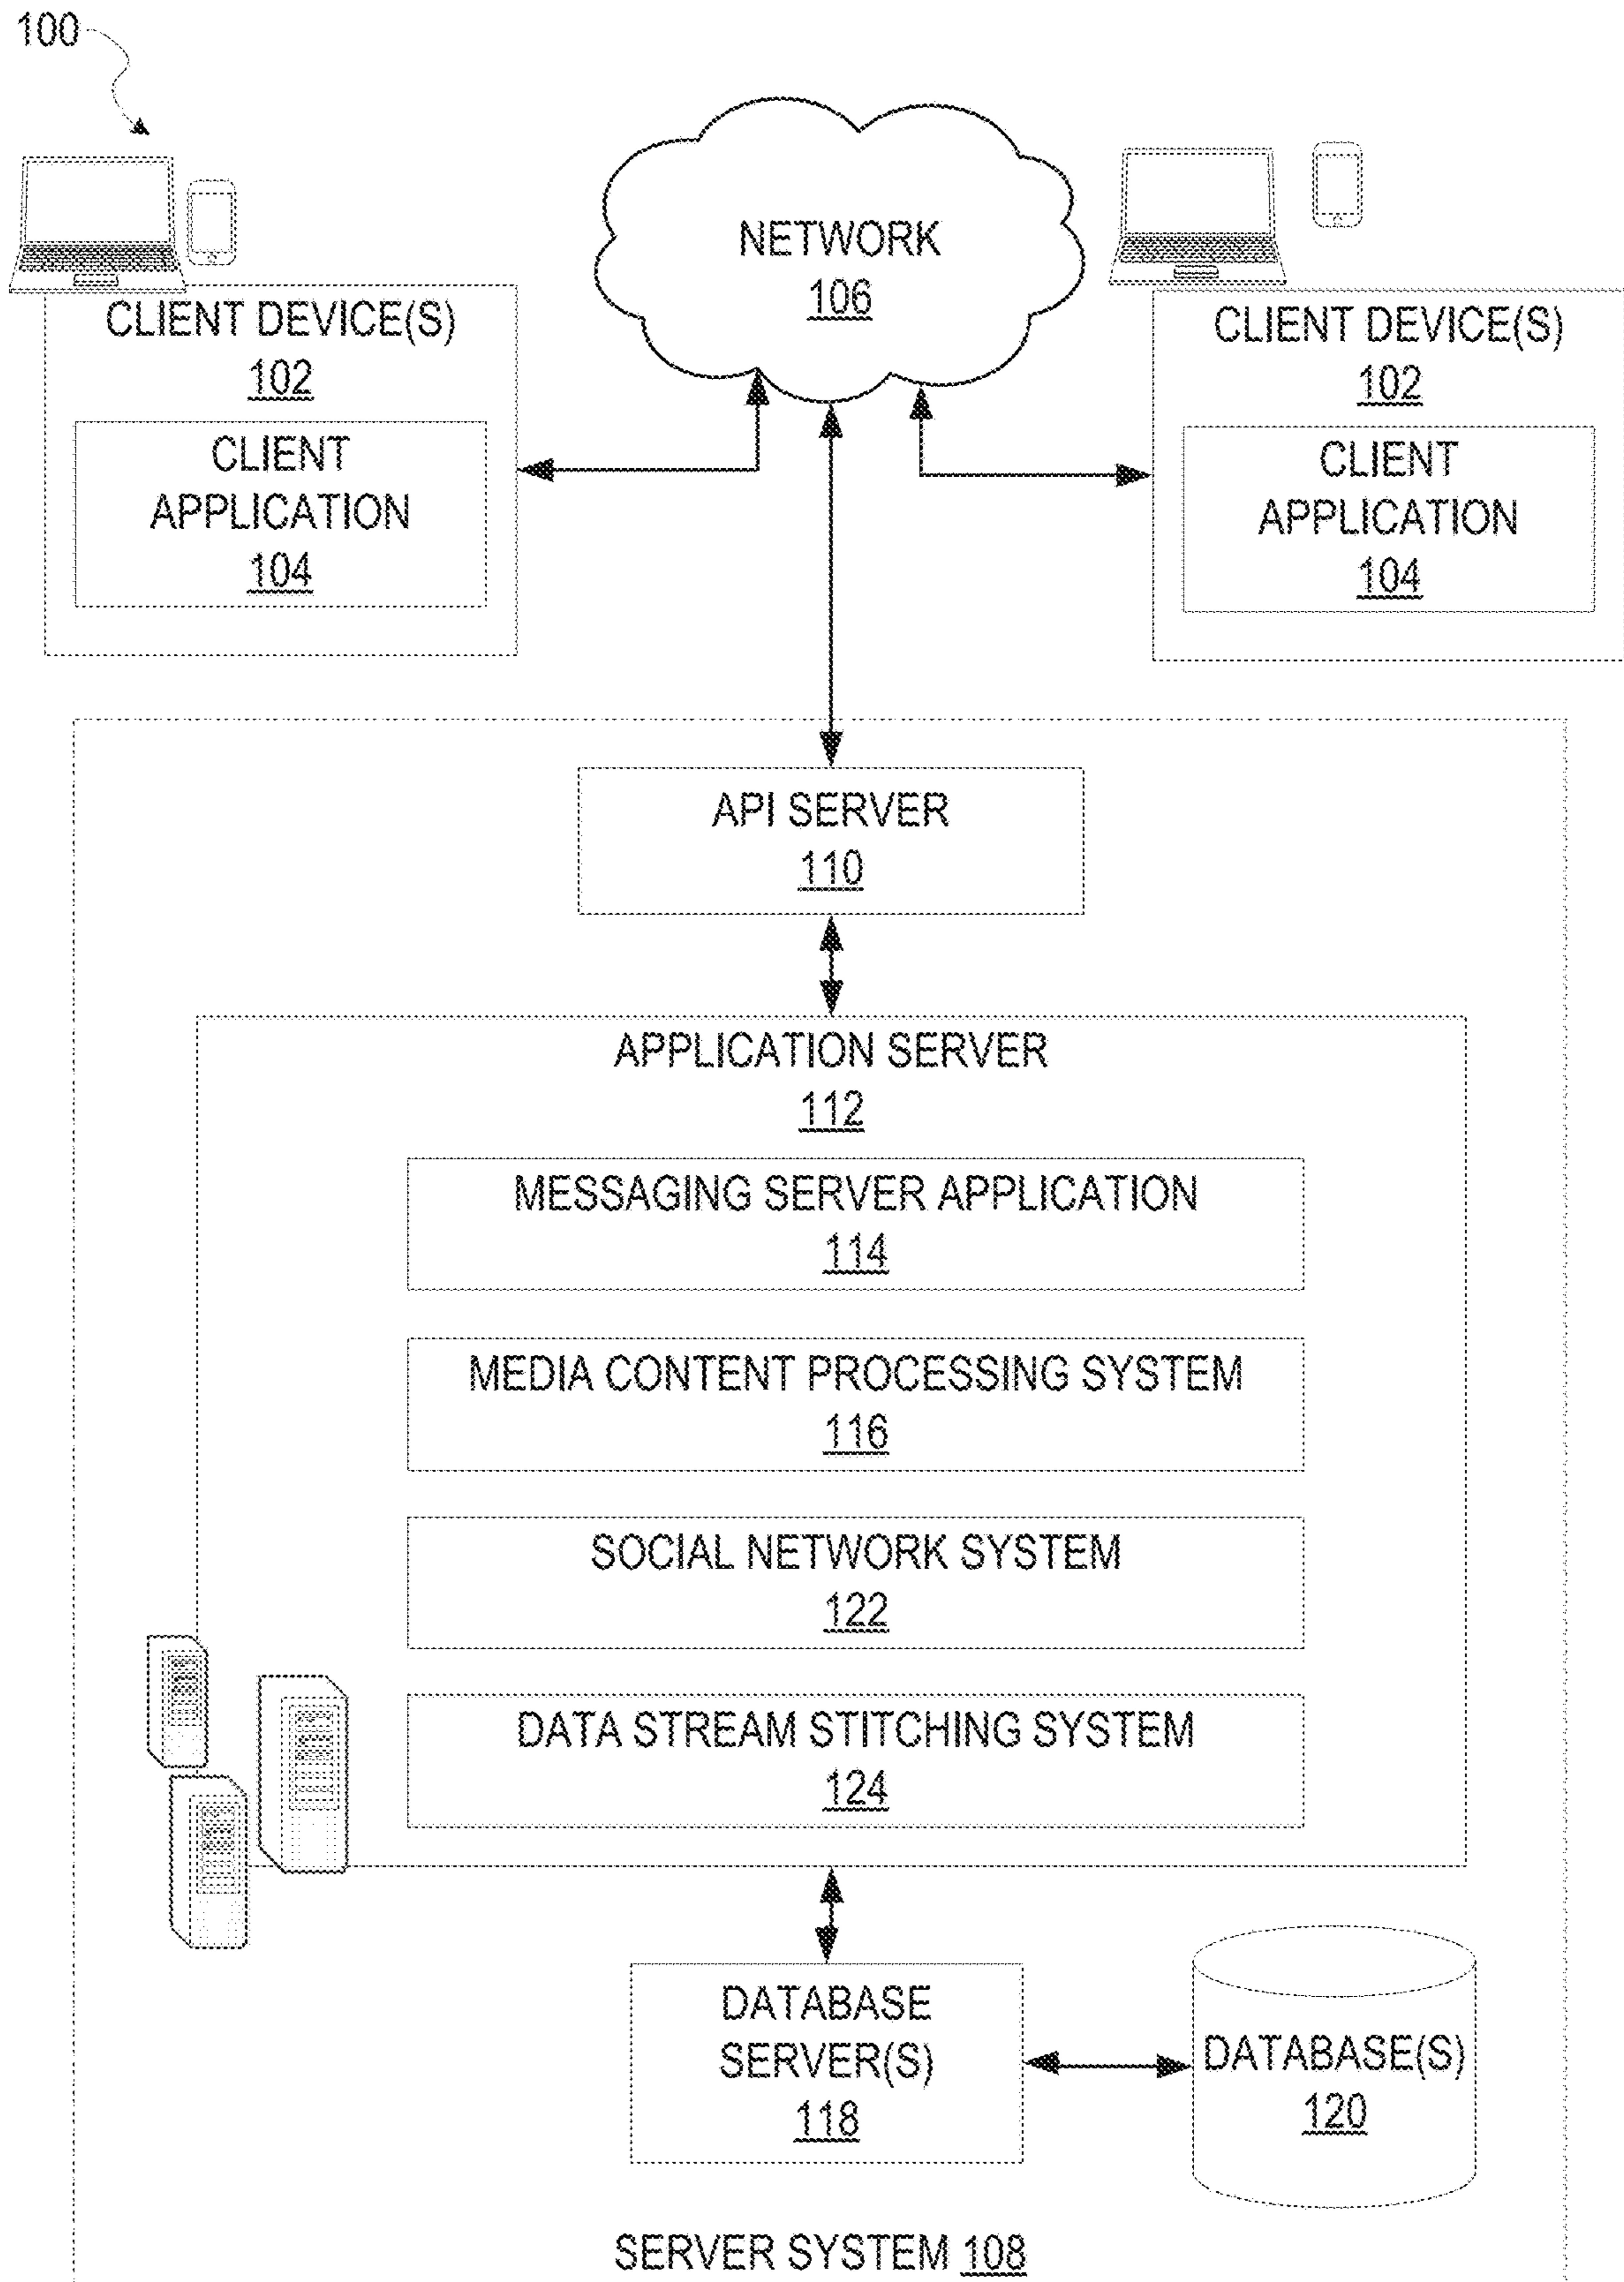 100
NETWORK
106
CLIENT DEVICE(S)
102
CLIENT
APPLICATION
104
CLIENT DEVICE(S)
102
CLIENT
APPLICATION
104
API SERVER
110
APPLICATION SERVER
112
MESSAGING SERVER APPLICATION
114
MEDIA CONTENT PROCESSING SYSTEM
116
SOCIAL NETWORK SYSTEM
122
DATA STREAM STITCHING SYSTEM
124
DATABASE
SERVER(S)
118
DATABASE(S)
120
SERVER SYSTEM 108